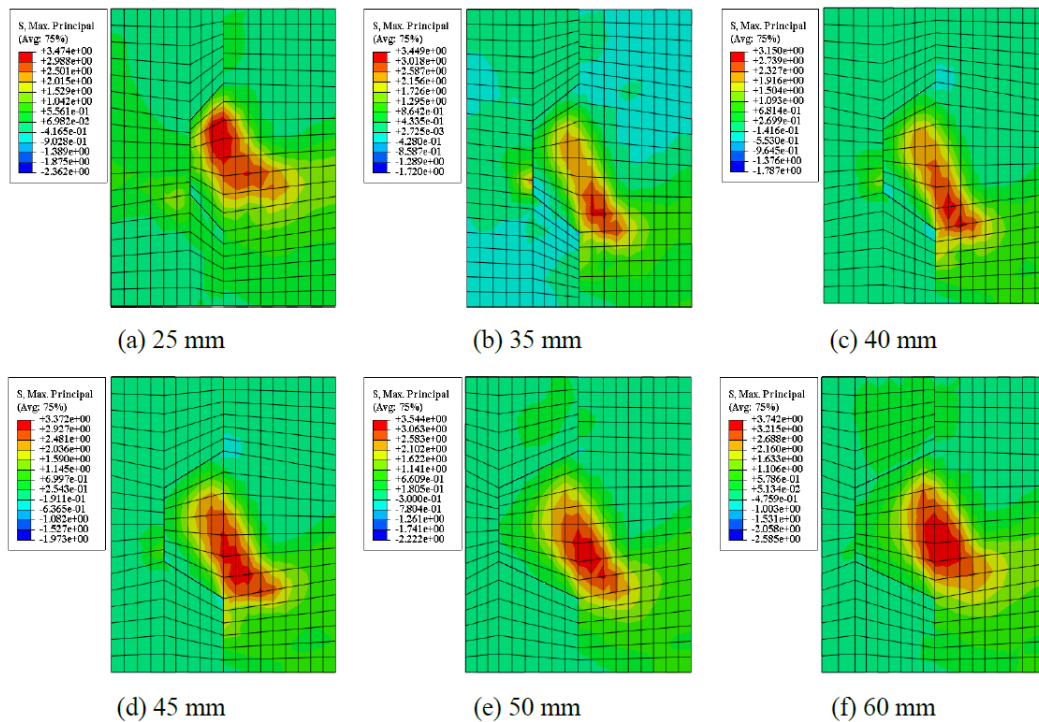 S, Max. Principal
(Avg: 75%)
+3.474e+00
+2.988e+00
+2.501e+00
+2.015e+00
+1.529e+00
+1.042e+00
+5.561e-01
+6.982e-02
-4.165e-01
-9.028e-01
-1.389e+00
-1.875e+00
-2.362e+00
(a) 25 mm
S, Max. Principal
(Avg: 75%)
+3.449e+00
+3.018e+00
+2.587e+00
+2.156e+00
+1.726e+00
+1.295e+00
+8.642e-01
+4.335e-01
+2.725e-03
-4.280e-01
-8.587e-01
-1.289e+00
-1.720e+00
(b) 35 mm
S, Max. Principal
(Avg: 75%)
+3.150e+00
+2.739e+00
+2.327e+00
+1.916e+00
+1.504e+00
+1.093e+00
+6.814e-01
+2.699e-01
-1.416e-01
-5.530e-01
-9.645e-01
-1.376e+00
-1.787e+00
(c) 40 mm
S, Max. Principal
(Avg: 75%)
+3.372e+00
+2.927e+00
+2.481e+00
+2.036e+00
+1.590e+00
+1.145e+00
+6.997e-01
+2.543e-01
-1.911e-01
-6.365e-01
-1.082e+00
-1.527e+00
-1.973e+00
(d) 45 mm
S, Max. Principal
(Avg: 75%)
+3.544e+00
+3.063e+00
+2.583e+00
+2.102e+00
+1.622e+00
+1.141e+00
+6.609e-01
+1.805e-01
-3.000e-01
-7.804e-01
-1.261e+00
-1.741e+00
-2.222e+00
(e) 50 mm
S, Max. Principal
(Avg: 75%)
+3.742e+00
+3.215e+00
+2.688e+00
+2.160e+00
+1.633e+00
+1.106e+00
+5.786e-01
+5.134e-02
-4.759e-01
-1.003e+00
-1.531e+00
-2.058e+00
-2.585e+00
(f) 60 mm